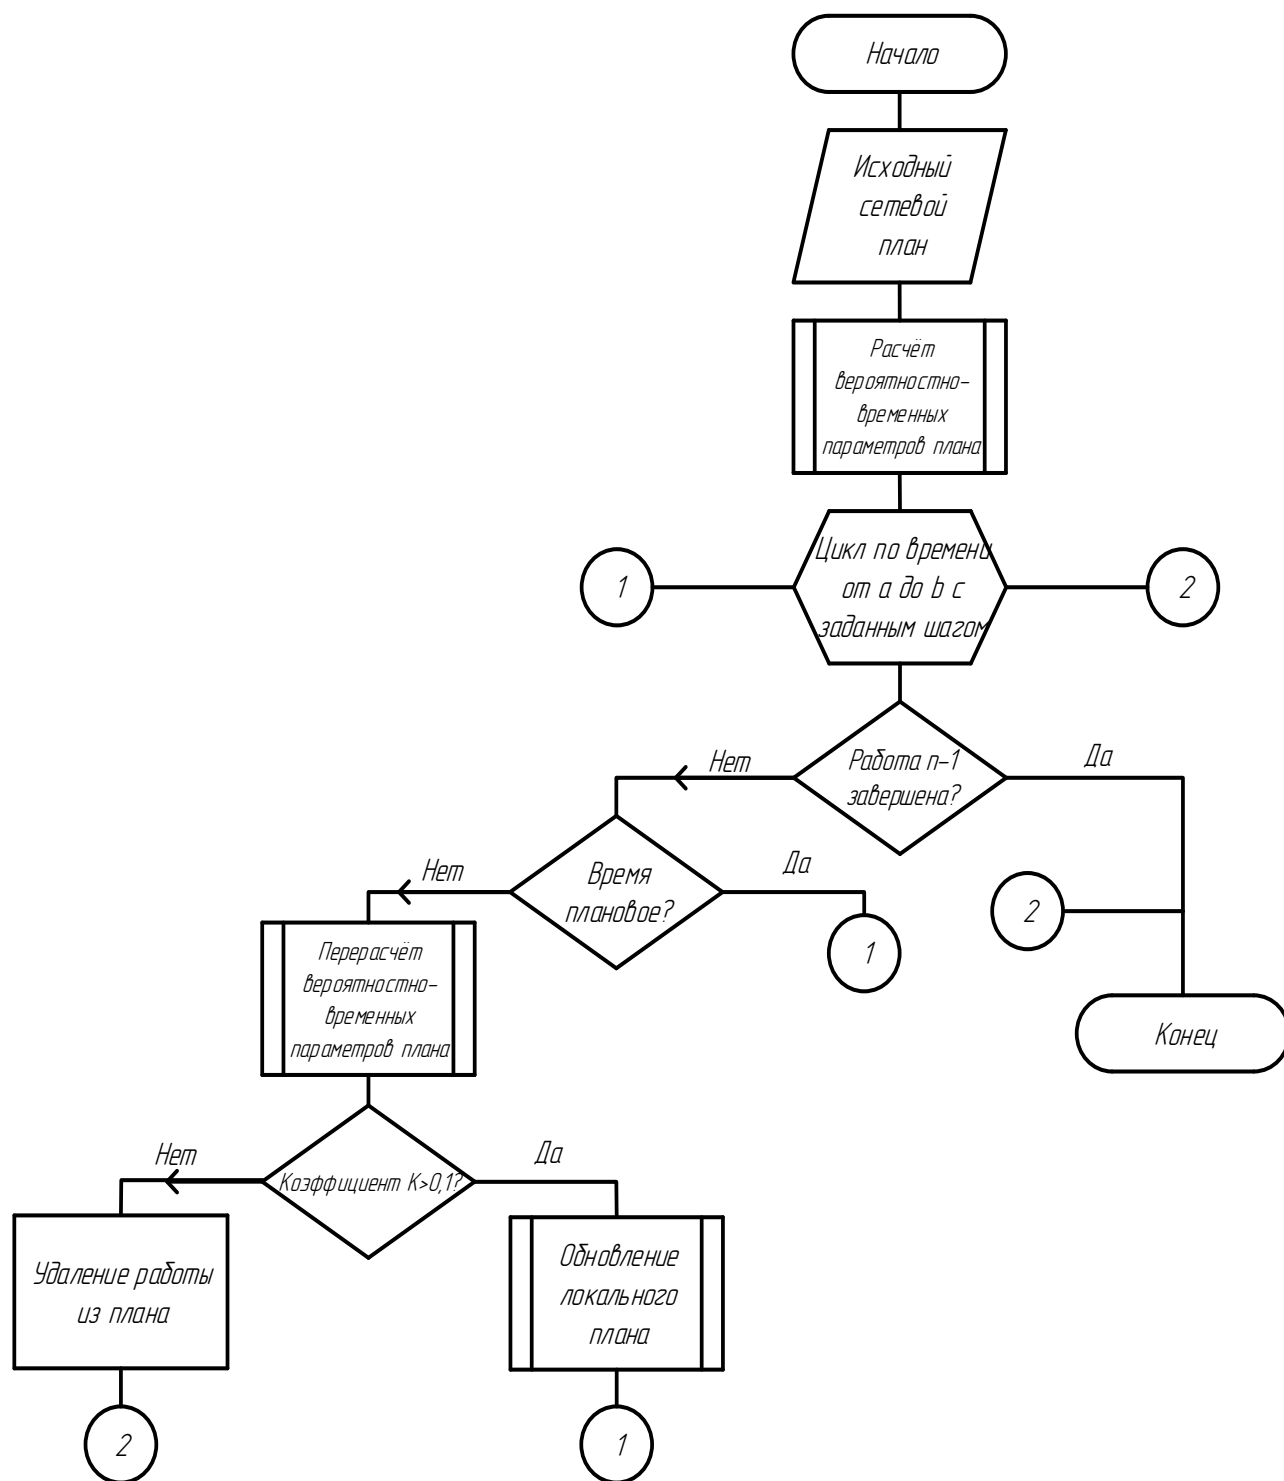 Начало
Исходный
сетевой
план
Расчёт
вероятностно-
временных
параметров плана
Цикл по времени
1
от a до b с
2
заданным шагом
Нет
Работа n-1
Да
завершена?
Нет
Время
Да
плановое?
2
1
Перерасчёт
вероятностно-
временных
параметров плана
Конец
Нет
Да
Коэффициент К>0,1?
Удаление работы
из плана
Обновление
локального
плана
2
1